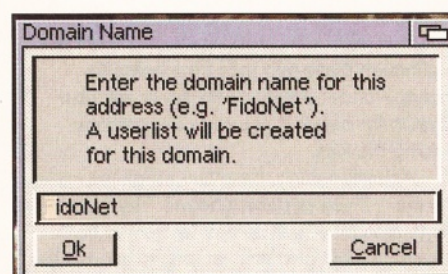 Domain Name
Enter the domain name for this
address (e.g. 'FidoNet').
A userlist will be created
for this domain.
idoNet
Ok
Cancel